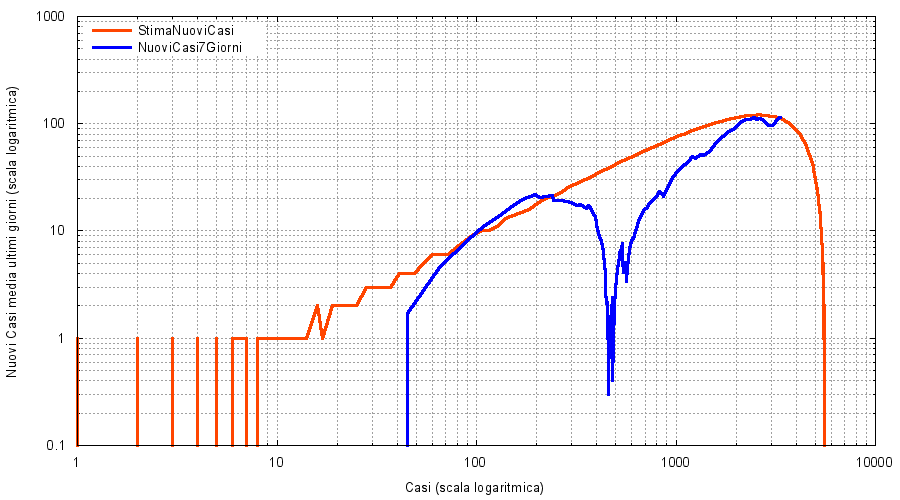 1000
StimaNuoviCasi
NuoviCasi7Giorni
100
10
1
0.1
Nuovi Casi media ultimi giorni (scala logaritmica)
1 10 100 1000 10000
Casi (scala logaritmica)